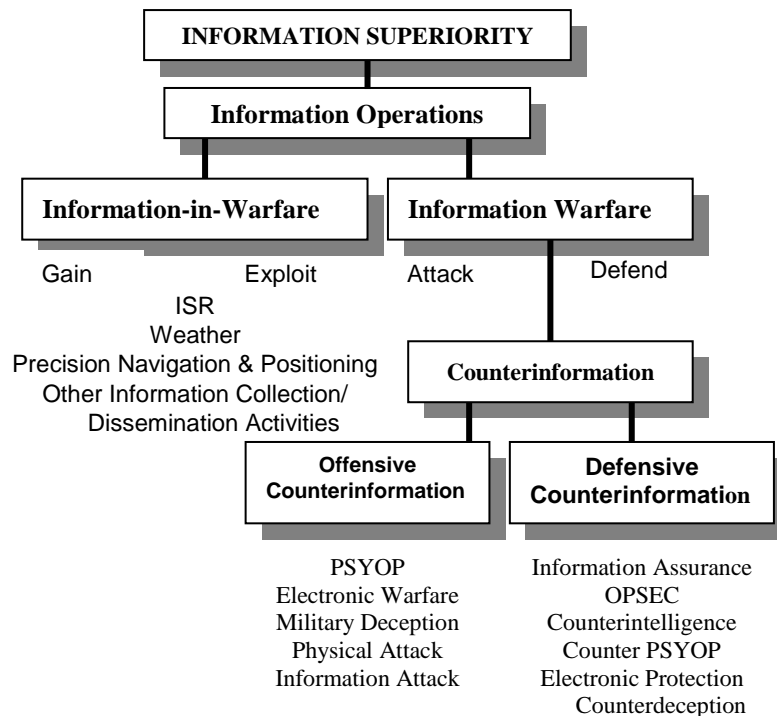 INFORMATION SUPERIORITY
Information Operations
Information-in-Warfare
Information Warfare
Gain Exploit
Attack Defend
ISR
Weather
Precision Navigation & Positioning
Other Information Collection/
Dissemination Activities
Counterinformation
Offensive
Counterinformation
Defensive
Counterinformation
PSYOP
Electronic Warfare
Military Deception
Physical Attack
Information Attack
Information Assurance
OPSEC
Counterintelligence
Counter PSYOP
Electronic Protection
Counterdeception